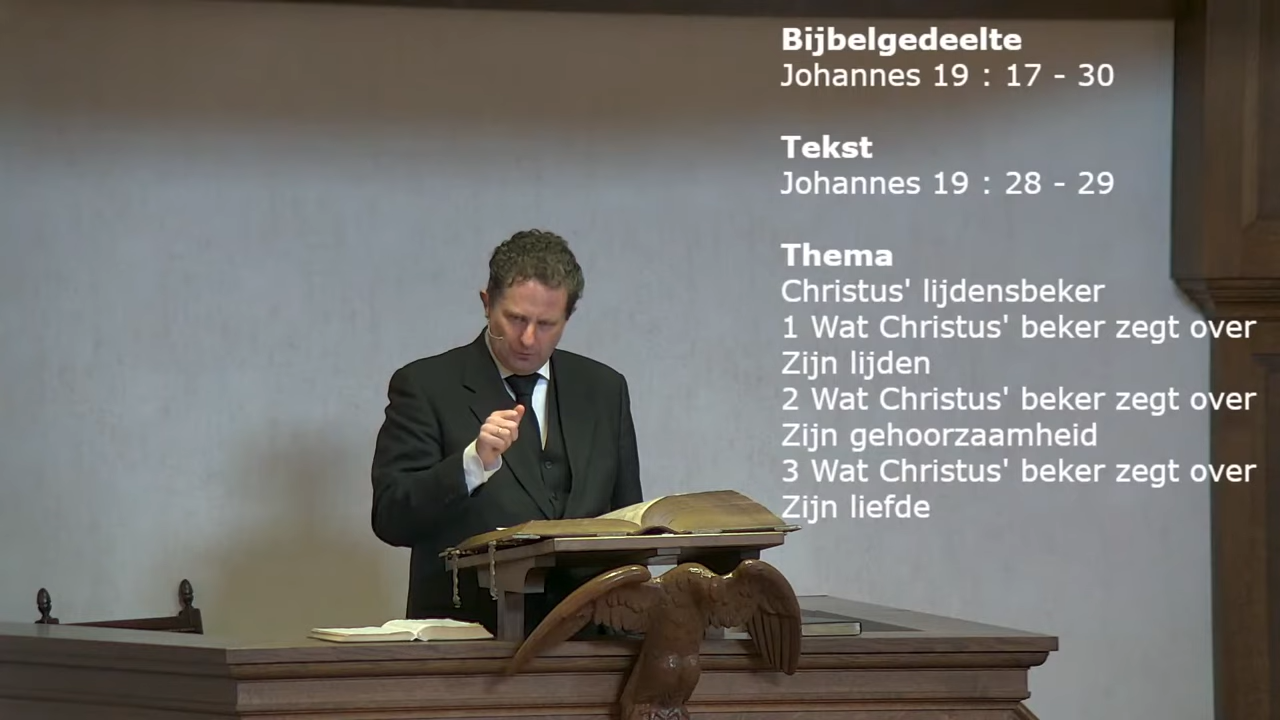 Bijbelgedeelte
Johannes 19 : 17 - 30
Tekst
Johannes 19 : 28 - 29
Thema
Christus' lijdensbeker
1 Wat Christus' beker zegt over
Zijn lijden
2 Wat Christus' beker zegt over
Zijn gehoorzaamheid
3 Wat Christus' beker zegt over
Zijn liefde